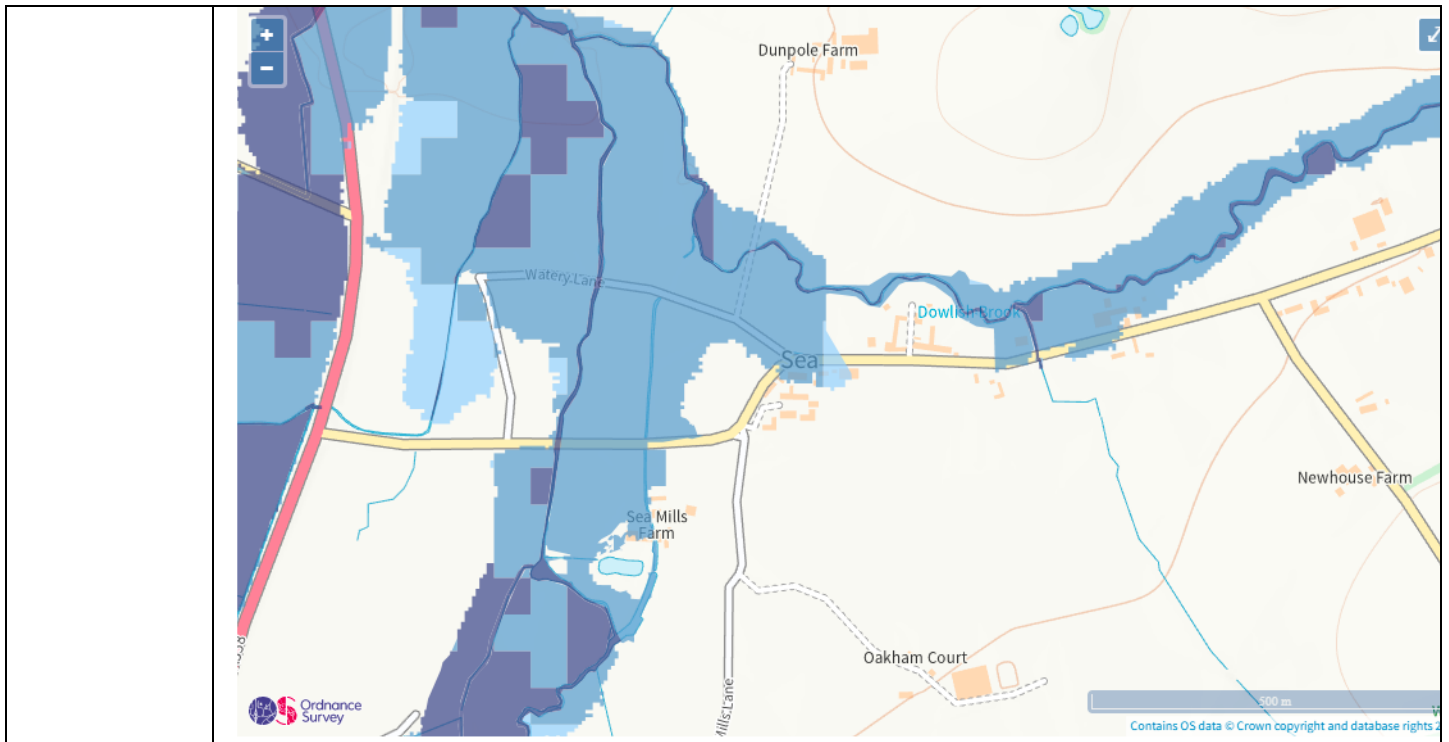 +
−
Dunpole Farm
Watery Lane
Dowlish Brook
Sea
Newhouse Farm
Sea Mills
Farm
Oakham Court
Mills Lane
Ordnance
Survey
500 m
Contains OS data © Crown copyright and database rights 2